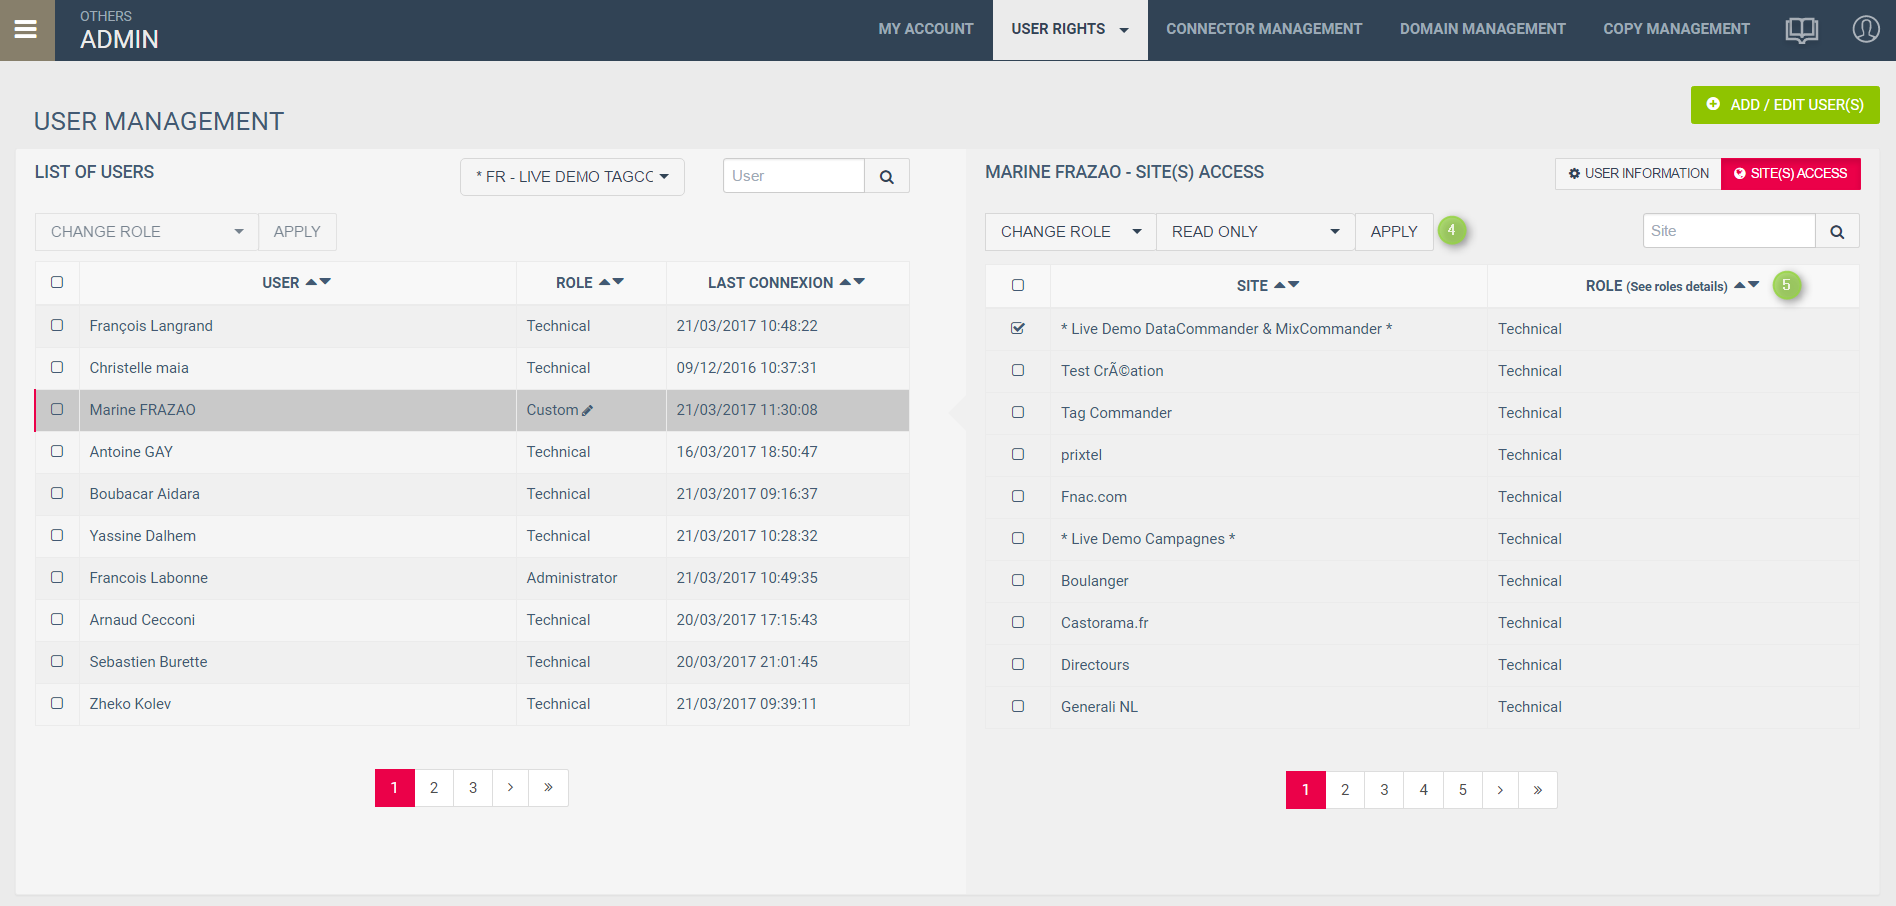 OTHERS
ADMIN
MY ACCOUNT
USER RIGHTS
CONNECTOR MANAGEMENT
DOMAIN MANAGEMENT
COPY MANAGEMENT
USER MANAGEMENT
ADD / EDIT USER(S)
LIST OF USERS
* FR - LIVE DEMO TAGCO
User
CHANGE ROLE
APPLY
USER ROLE LAST CONNEXION
François Langrand Technical 21/03/2017 10:48:22
Christelle maia Technical 09/12/2016 10:37:31
Marine FRAZAO Custom 21/03/2017 11:30:08
Antoine GAY Technical 16/03/2017 18:50:47
Boubacar Aidara Technical 21/03/2017 09:16:37
Yassine Dalhem Technical 21/03/2017 10:28:32
Francois Labonne Administrator 21/03/2017 10:49:35
Arnaud Cecconi Technical 20/03/2017 17:15:43
Sebastien Burette Technical 20/03/2017 21:01:45
Zheko Kolev Technical 21/03/2017 09:39:11
1 2 3 › »
MARINE FRAZAO - SITE(S) ACCESS
USER INFORMATION
SITE(S) ACCESS
CHANGE ROLE
READ ONLY
APPLY
4
Site
SITE ROLE (See roles details) 5
* Live Demo DataCommander & MixCommander * Technical
Test CrÃ©ation Technical
Tag Commander Technical
prixtel Technical
Fnac.com Technical
* Live Demo Campagnes * Technical
Boulanger Technical
Castorama.fr Technical
Directours Technical
Generali NL Technical
1 2 3 4 5 › »